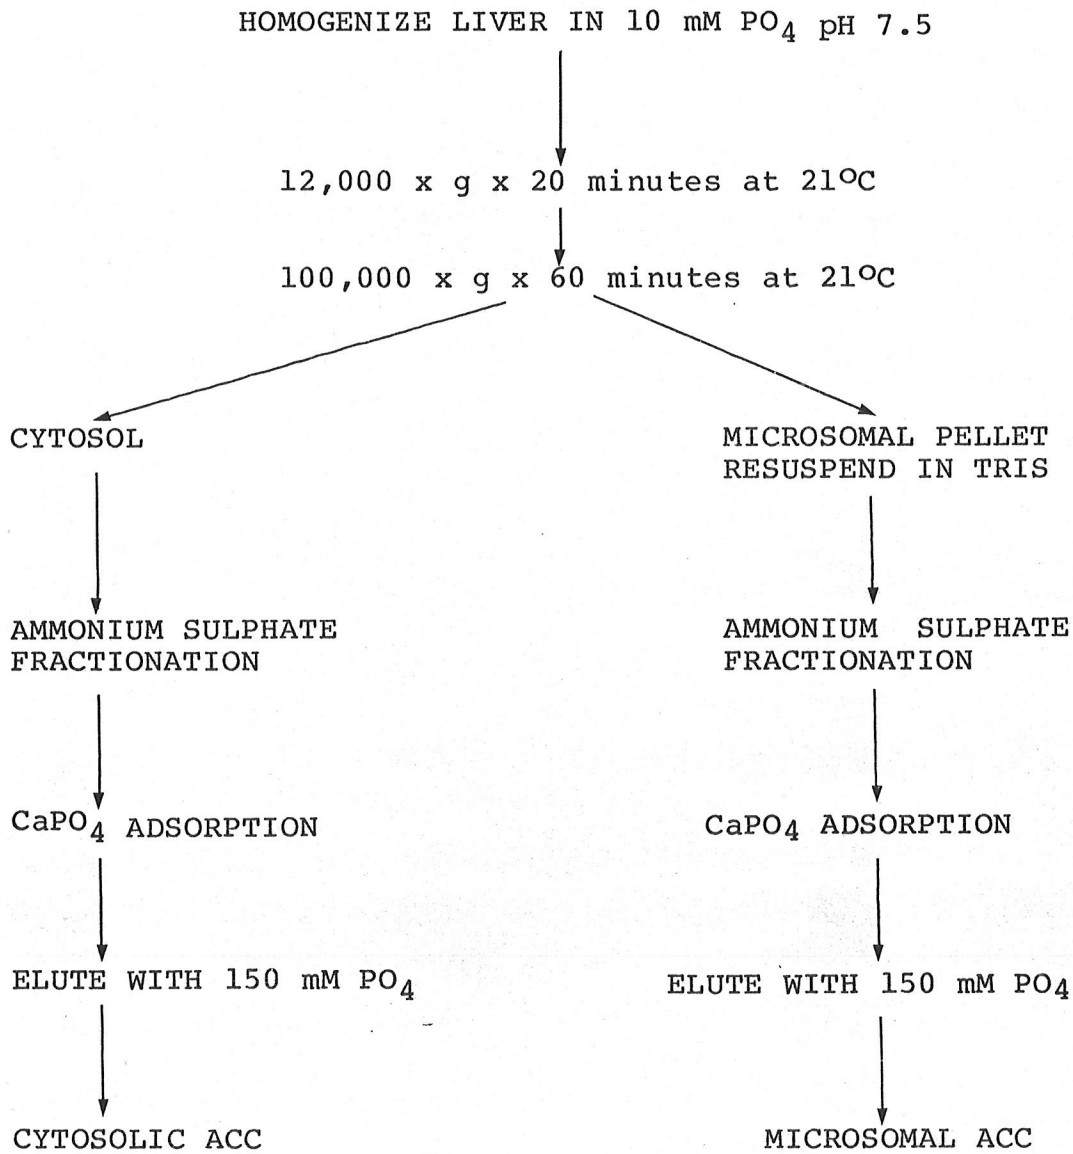 HOMOGENIZE LIVER IN 10 mM PO4 pH 7.5
12,000 x g x 20 minutes at 21ºC
100,000 x g x 60 minutes at 21ºC
CYTOSOL
MICROSOMAL PELLET
RESUSPEND IN TRIS
AMMONIUM SULPHATE
FRACTIONATION
AMMONIUM SULPHATE
FRACTIONATION
CaPO4 ADSORPTION
CaPO4 ADSORPTION
ELUTE WITH 150 mM PO4
ELUTE WITH 150 mM PO4
CYTOSOLIC ACC
MICROSOMAL ACC